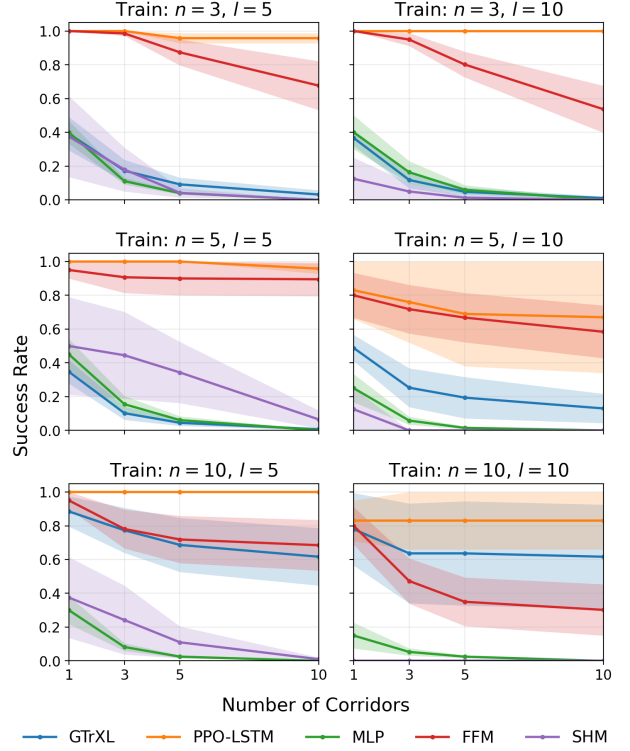 Train: n = 3, l = 5
Train: n = 3, l = 10
1.0
0.8
0.6
0.4
0.2
0.0
Train: n = 5, l = 5
Train: n = 5, l = 10
1.0
0.8
0.6
0.4
0.2
0.0
Success Rate
Train: n = 10, l = 5
Train: n = 10, l = 10
1.0
0.8
0.6
0.4
0.2
0.0
1 3 5 10
1 3 5 10
Number of Corridors
GTrXL PPO-LSTM MLP FFM SHM